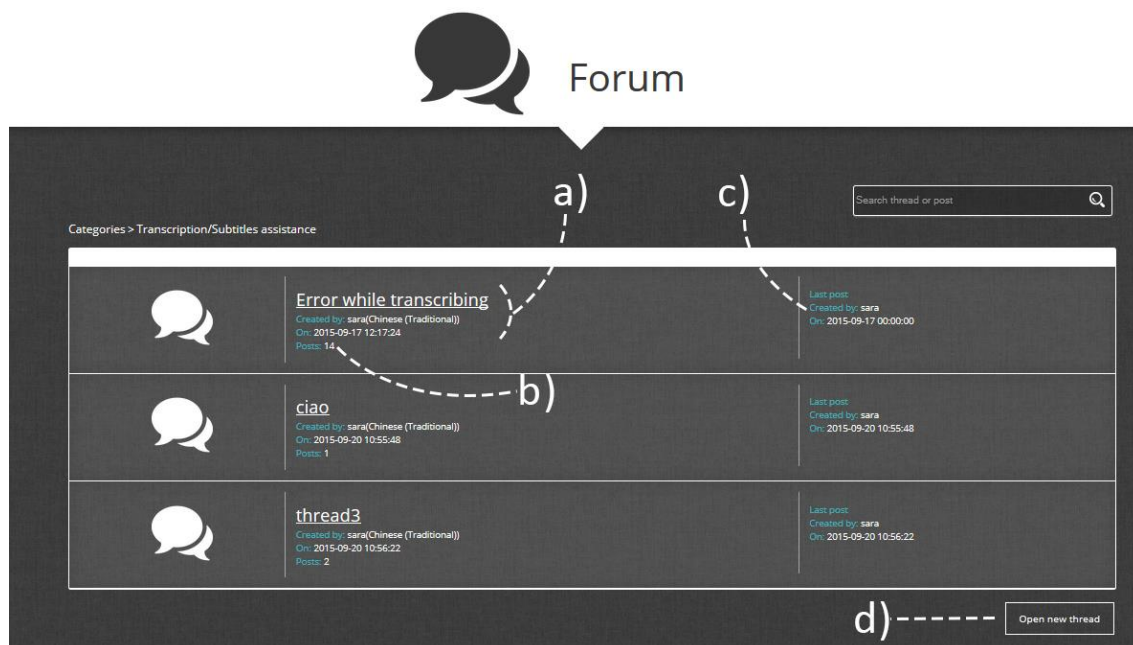 Forum
a)
c)
Search thread or post
Categories > Transcription/Subtitles assistance
Error while transcribing
Created by: sara(Chinese (Traditional))
On: 2015-09-17 12:17:24
Posts: 14
Last post
Created by: sara
On: 2015-09-17 00:00:00
b)
ciao
Created by: sara(Chinese (Traditional))
On: 2015-09-20 10:55:48
Posts: 1
Last post
Created by: sara
On: 2015-09-20 10:55:48
thread3
Created by: sara(Chinese (Traditional))
On: 2015-09-20 10:56:22
Posts: 2
Last post
Created by: sara
On: 2015-09-20 10:56:22
d)
Open new thread